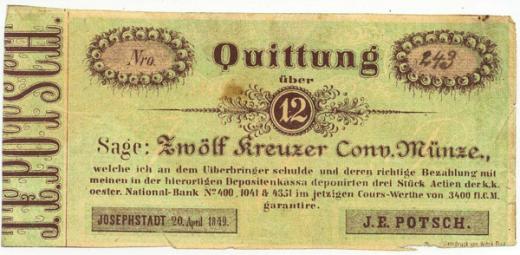 J.E. POTSCH.
Nro. Quittung 243
über
12
Sage: Zwölf Kreuzer Conv. Münze.,
welche ich an dem Uiberbringer schulde und deren richtige Bezahlung mit
meinen in der hierortigen Depositenkassa deponirten drei Stück Actien der k.k.
oester. National-Bank No 400, 1041 & 4351 im jetzigen Cours-Werthe von 3400 fl.C.M.
garantire.
JOSEPHSTADT 20. April 1849. J.E. POTSCH.